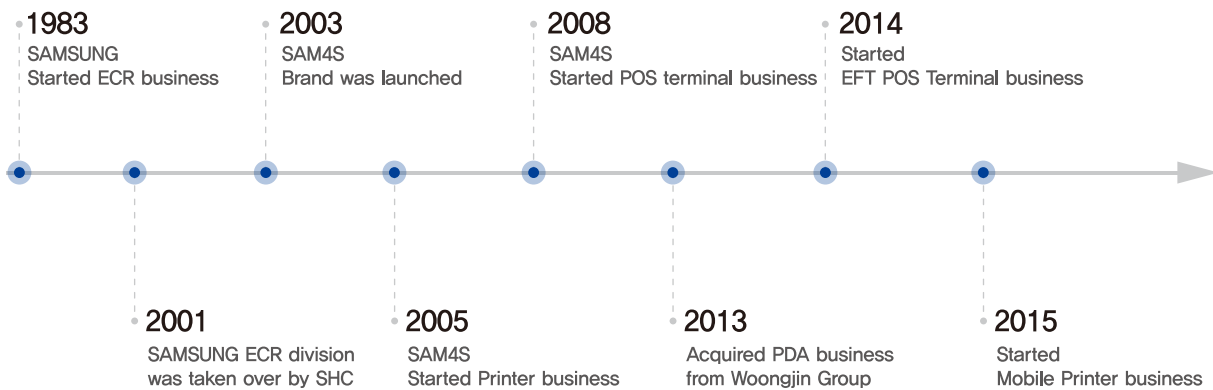 1983
SAMSUNG
Started ECR business
2003
SAM4S
Brand was launched
2008
SAM4S
Started POS terminal business
2014
Started
EFT POS Terminal business
2001
SAMSUNG ECR division
was taken over by SHC
2005
SAM4S
Started Printer business
2013
Acquired PDA business
from Woongjin Group
2015
Started
Mobile Printer business